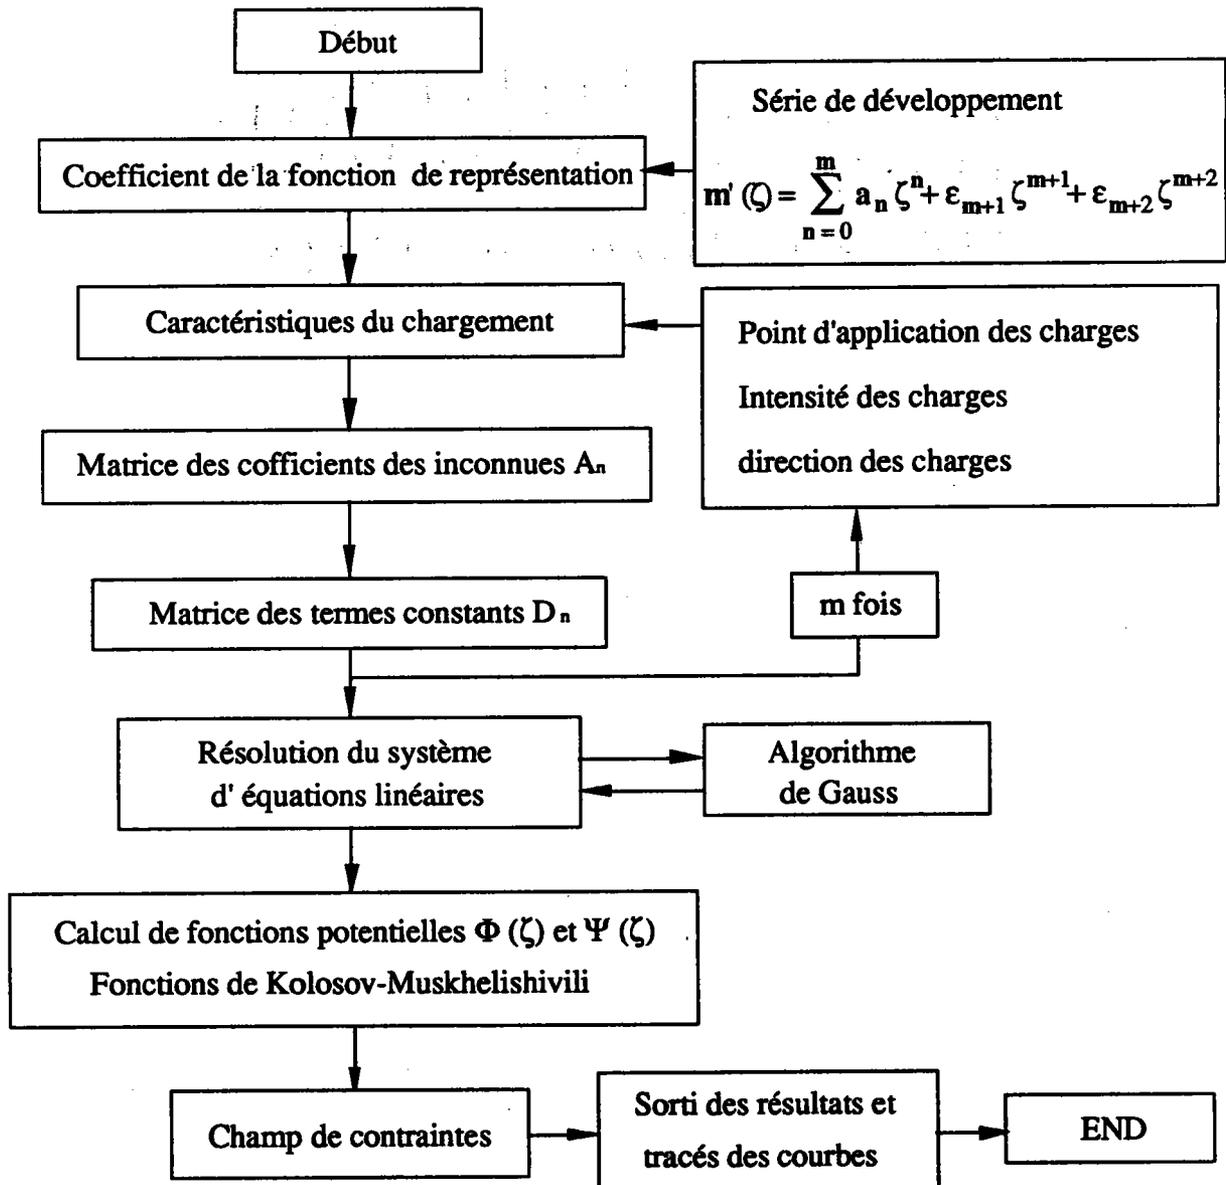 Début
Série de développement
Coefficient de la fonction de représentation
m' (ζ) = ∑ a_n ζ^n + ε_{m+1} ζ^{m+1} + ε_{m+2} ζ^{m+2}
m
n = 0
Caractéristiques du chargement
Point d'application des charges
Intensité des charges
direction des charges
Matrice des cofficients des inconnues An
Matrice des termes constants D n
m fois
Résolution du système
d' équations linéaires
Algorithme
de Gauss
Calcul de fonctions potentielles Φ (ζ) et Ψ (ζ)
Fonctions de Kolosov-Muskhelishivili
Champ de contraintes
Sorti des résultats et
tracés des courbes
END